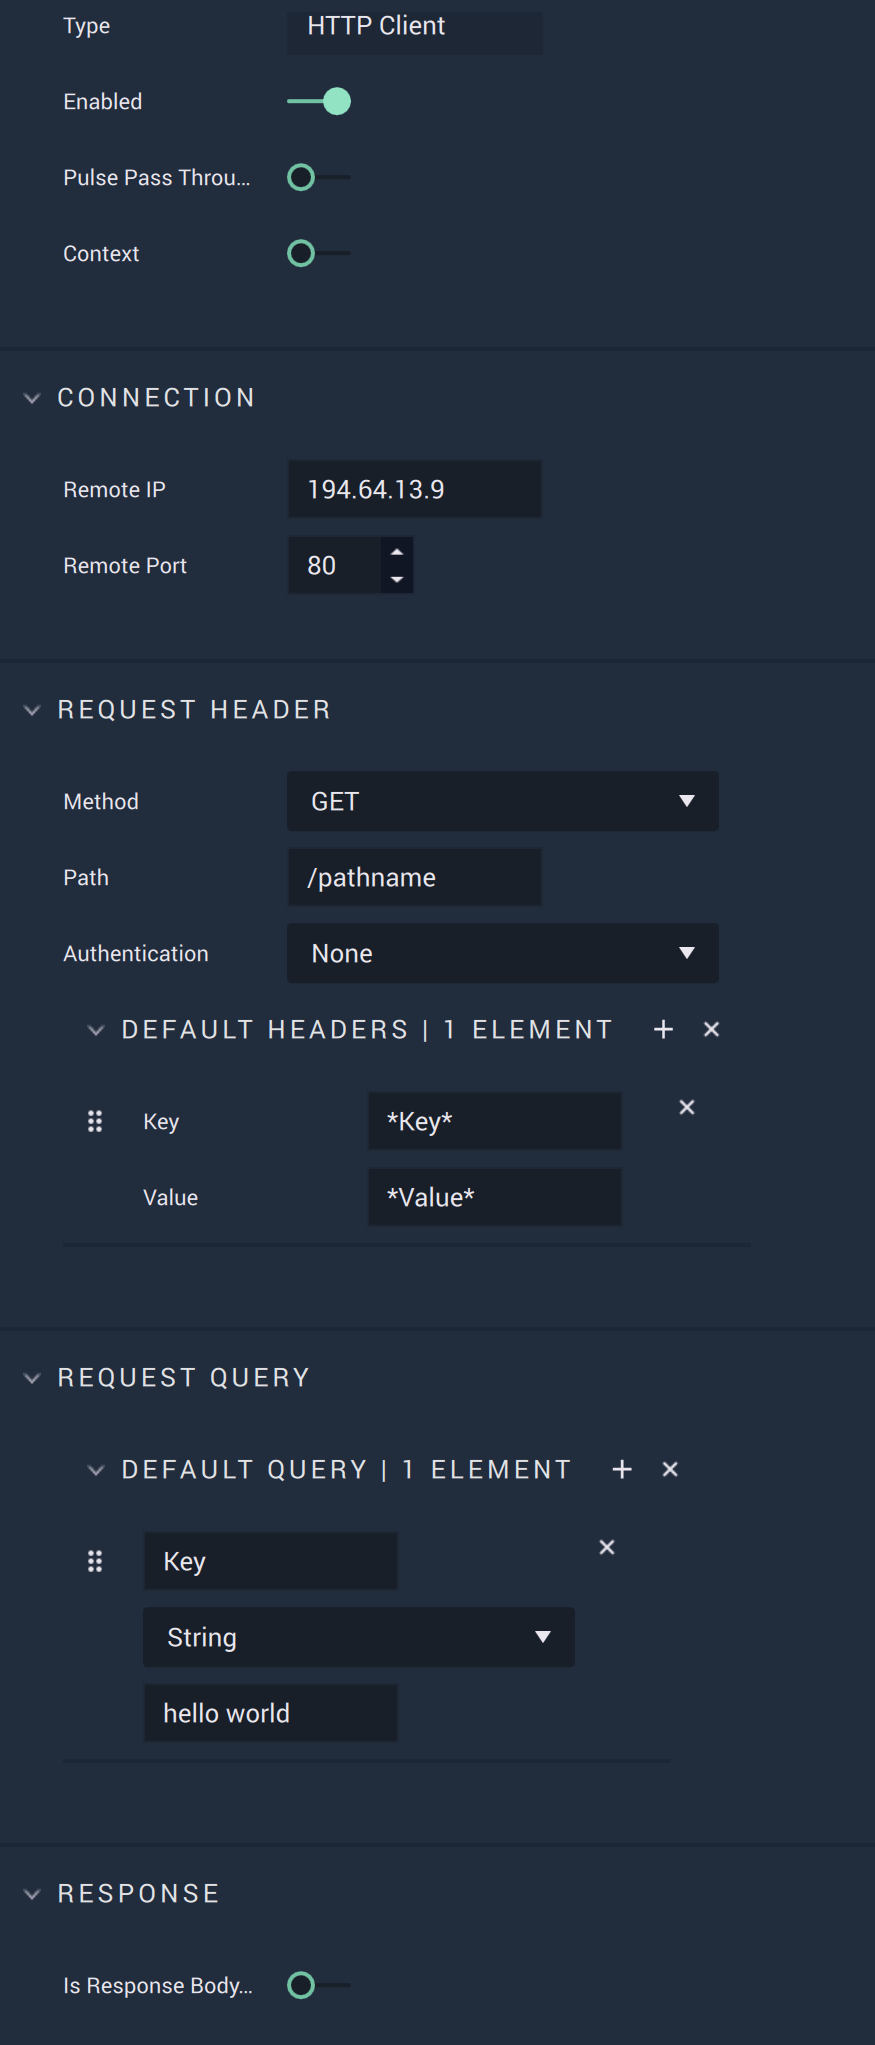 Type HTTP Client
Enabled
Pulse Pass Throu...
Context
CONNECTION
Remote IP 194.64.13.9
Remote Port 80
REQUEST HEADER
Method GET
Path /pathname
Authentication None
DEFAULT HEADERS | 1 ELEMENT
Key *Key*
Value *Value*
REQUEST QUERY
DEFAULT QUERY | 1 ELEMENT
Key
String
hello world
RESPONSE
Is Response Body...